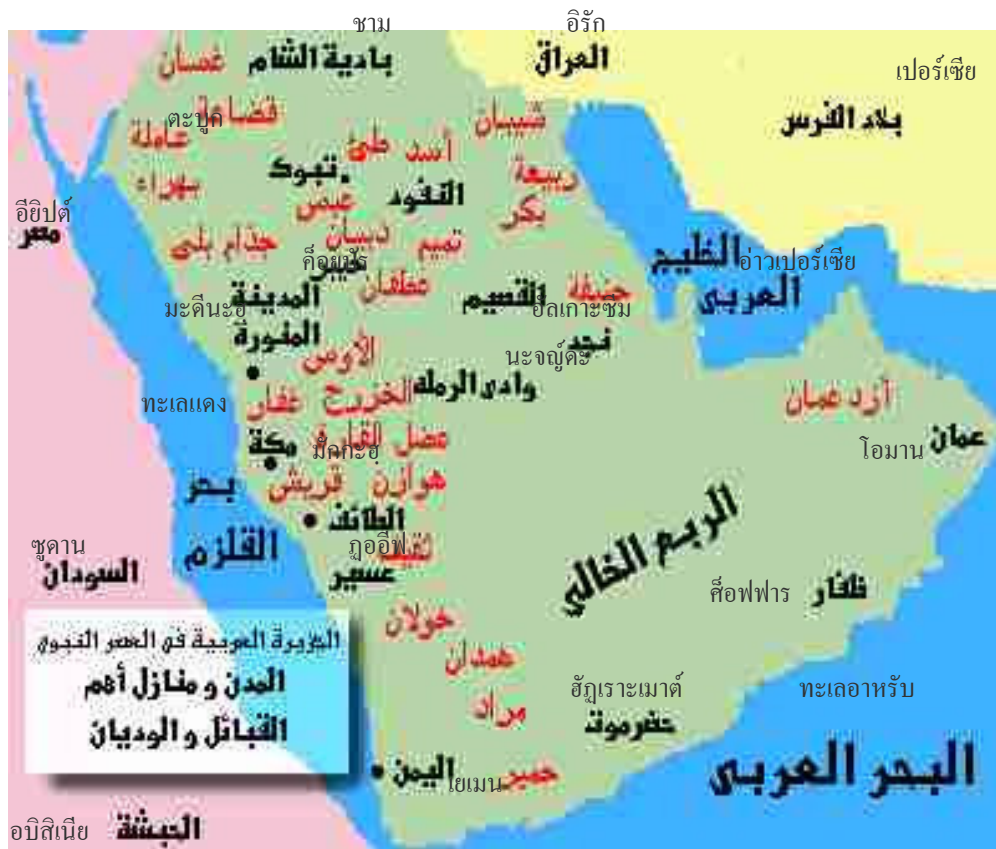 ชาม
อิรัก
غسان
بادية الشام
العراق
เปอร์เซีย
قضاعة
ตะบูก
عاملة
شيبان
بلاد الفرس
أسد
طئ
تبوك
ربيعة
بهراء
عبس
النفود
بكر
อียิปต์
مصر
جذام بلى
ذبيان
تميم
الخليج
العربى
อ่าวเปอร์เซีย
ค็อยบัร
خيبر
غطفان
المدينة
المنورة
มะดีนะฮฺ
القسيم
อัลเกาะซีม
حنيفة
نجد
นะจญ์ดะ
الأوس
وادى الرمله
ทะเลแดง
غفار
الخزرج
أزد عمان
عمان
โอมาน
مكة
มักกะฮฺ
عضل القارة
قريش
هوازن
بحر
القلزم
الطائف
ฏออีฟ
ثقيف
عسير
الربع الخالي
ซูดาน
السودان
ศ็อฟฟาร
ظفار
خولان
الجزيرة العربية في العصر النبوي
المدن و منازل أهم
القبائل و الوديان
همدان
مراد
ฮัฎเราะเมาต์
حضرموت
ทะเลอาหรับ
البحر العربى
اليمن
เยเมน
حمير
อบิสิเนีย
الحبشة